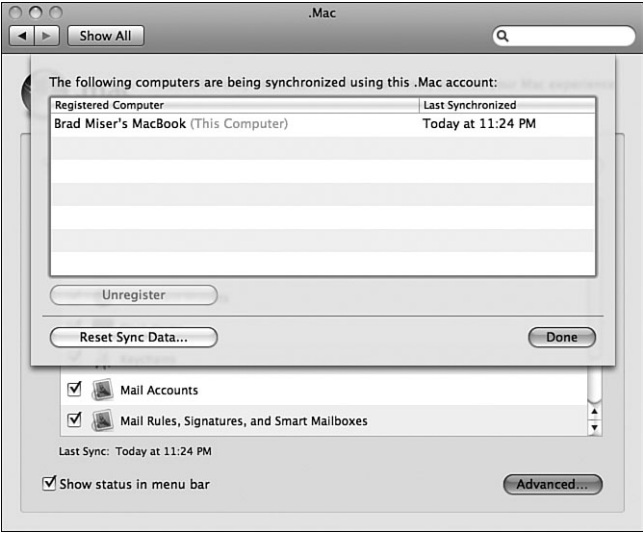 .Mac
Show All
The following computers are being synchronized using this .Mac account:
Registered Computer Last Synchronized
Brad Miser's MacBook (This Computer) Today at 11:24 PM
Unregister
Reset Sync Data... Done
Keychains
Mail Accounts
Mail Rules, Signatures, and Smart Mailboxes
Last Sync: Today at 11:24 PM
Show status in menu bar Advanced...